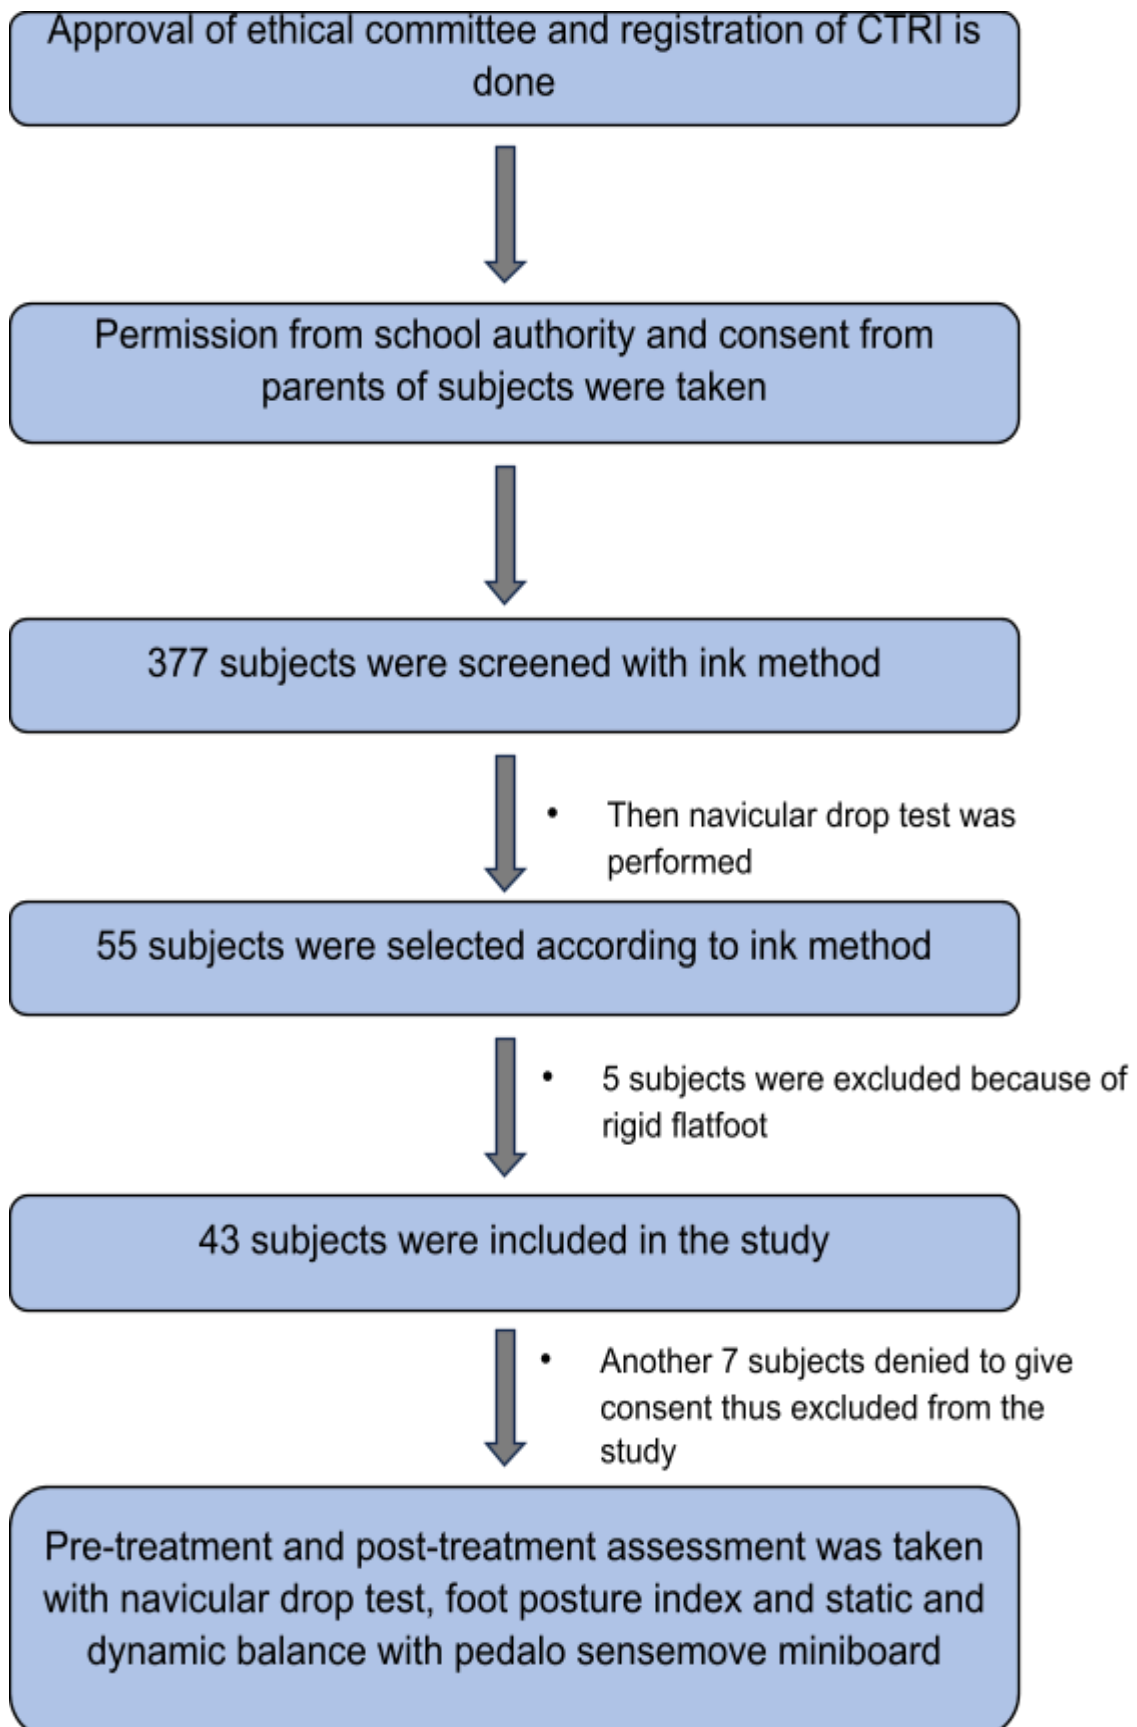 Approval of ethical committee and registration of CTRI is
done
Permission from school authority and consent from
parents of subjects were taken
377 subjects were screened with ink method
• Then navicular drop test was
performed
55 subjects were selected according to ink method
• 5 subjects were excluded because of
rigid flatfoot
43 subjects were included in the study
• Another 7 subjects denied to give
consent thus excluded from the
study
Pre-treatment and post-treatment assessment was taken
with navicular drop test, foot posture index and static and
dynamic balance with pedalo sensemove miniboard